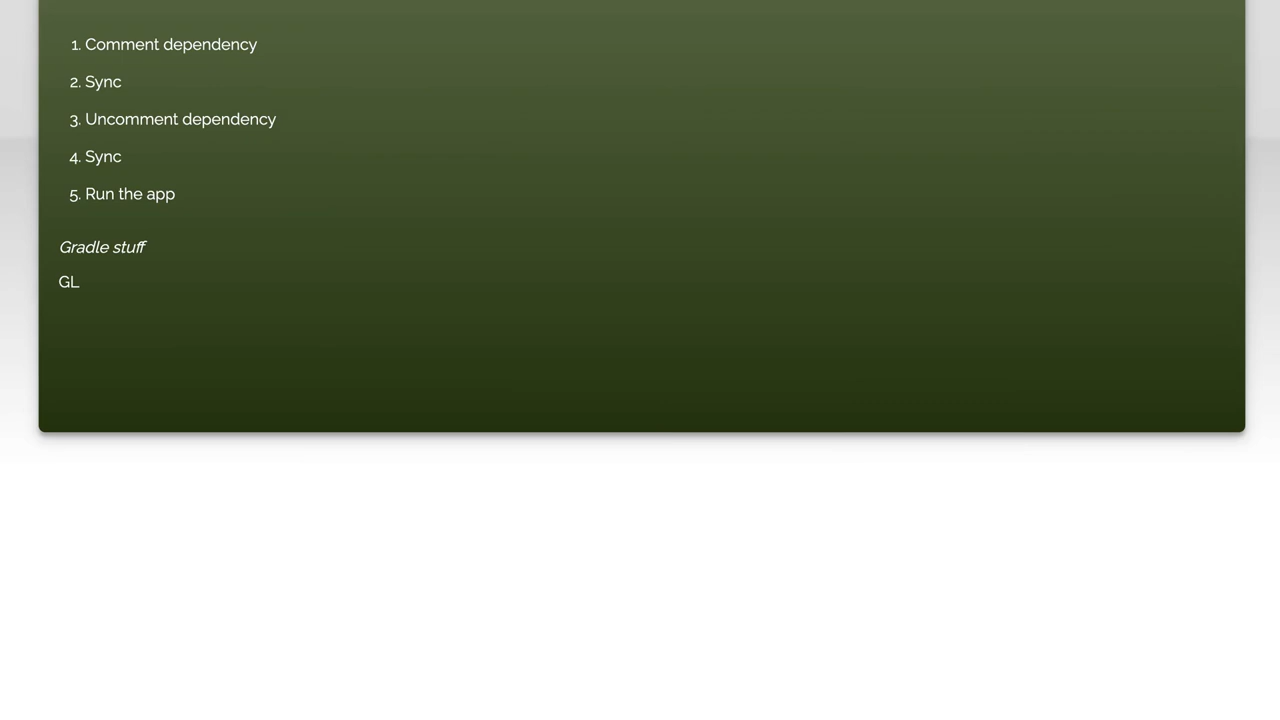 1. Comment dependency
2. Sync
3. Uncomment dependency
4. Sync
5. Run the app
Gradle stuff
GL